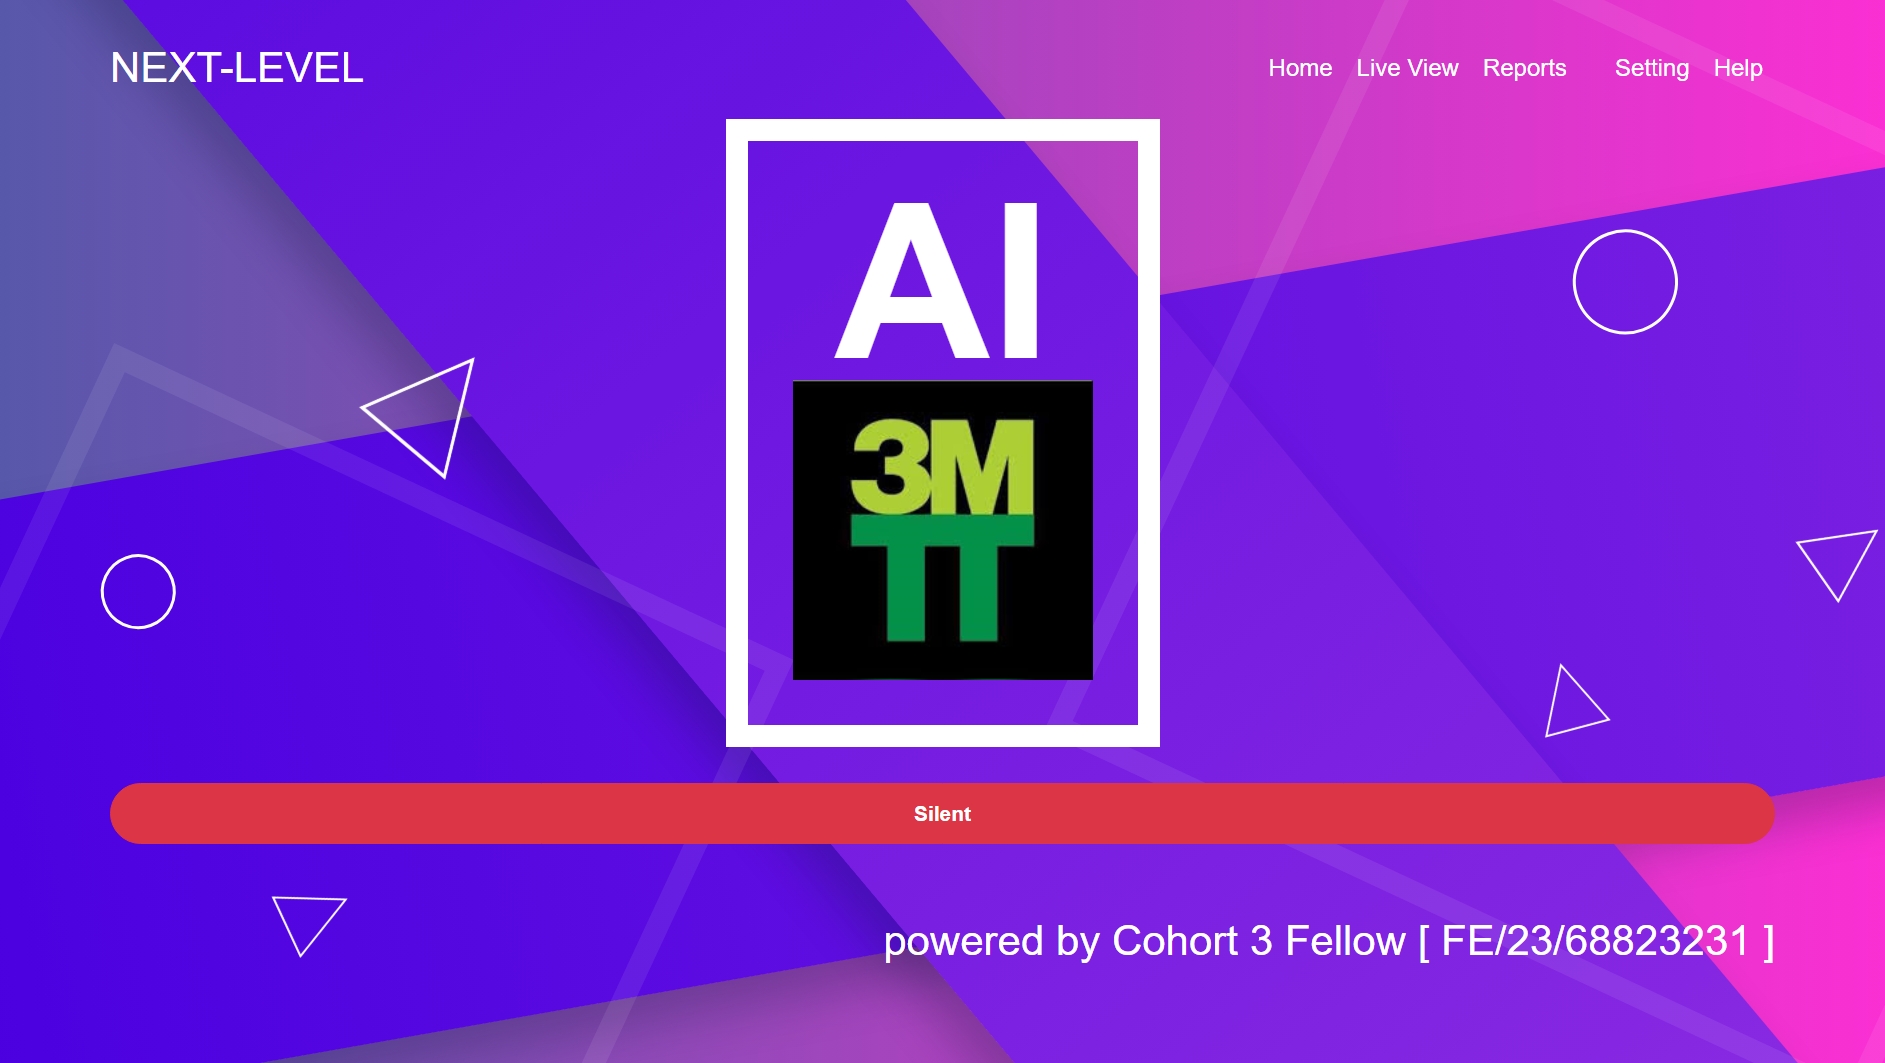 NEXT-LEVEL
Home Live View Reports Setting Help
AI
3M
TT
Silent
powered by Cohort 3 Fellow [ FE/23/68823231 ]